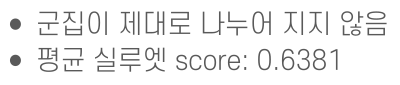 • 군집이 제대로 나누어 지지 않음
• 평균 실루엣 score: 0.6381